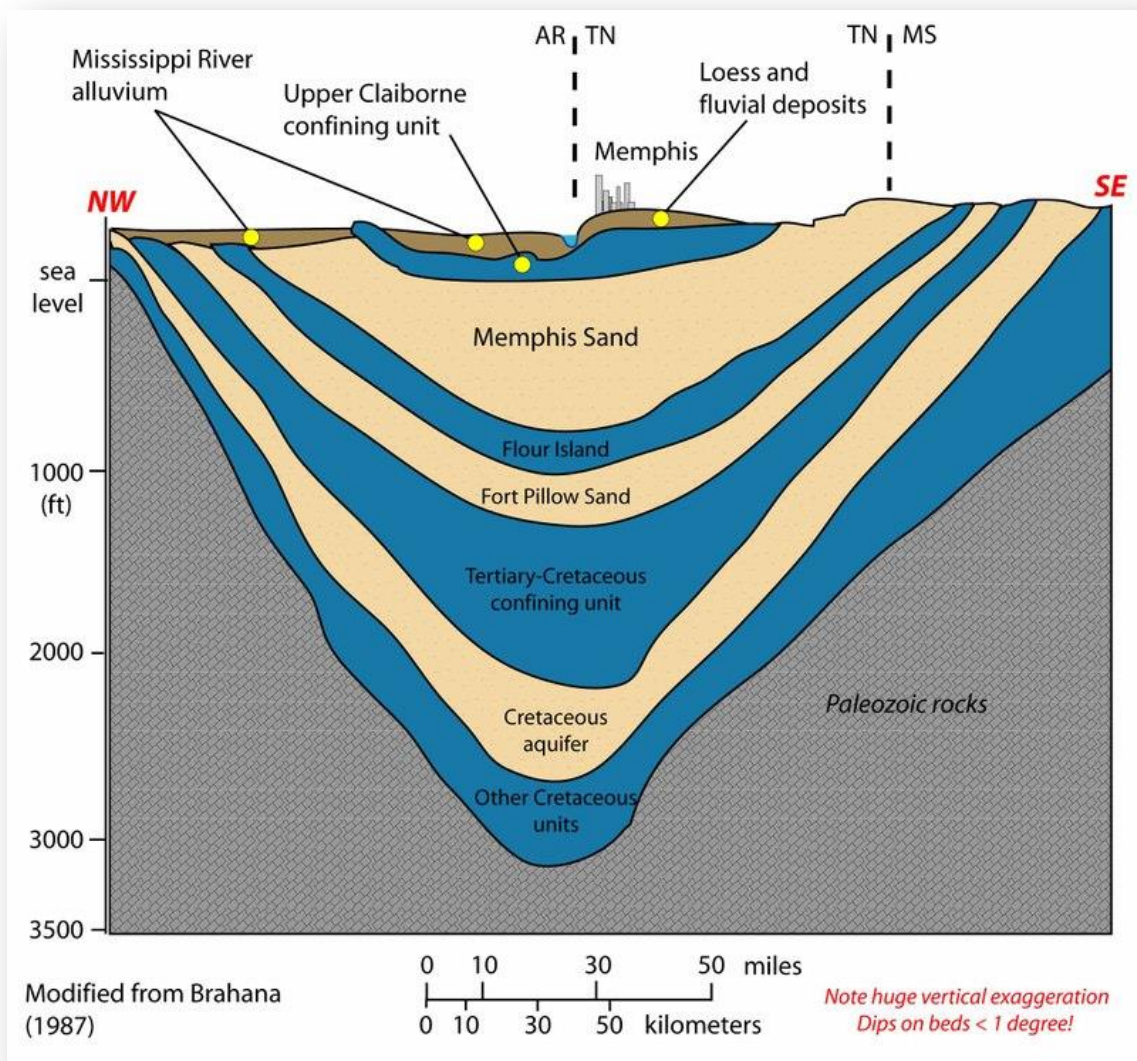 AR TN
TN MS
Mississippi River
alluvium
Upper Claiborne
confining unit
Loess and
fluvial deposits
Memphis
NW
SE
sea
level
Memphis Sand
Flour Island
1000
(ft)
Fort Pillow Sand
Tertiary-Cretaceous
confining unit
2000
Paleozoic rocks
Cretaceous
aquifer
Other Cretaceous
units
3000
3500
0 10 30 50 miles
0 10 30 50 kilometers
Modified from Brahana
(1987)
Note huge vertical exaggeration
Dips on beds < 1 degree!